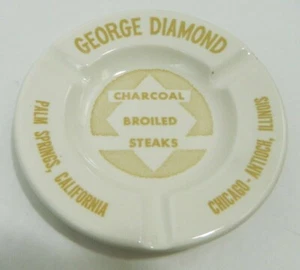 GEORGE DIAMOND
CHARCOAL
BROILED
STEAKS
PALM SPRINGS, CALIFORNIA
CHICAGO - ANTIOCH, ILLINOIS